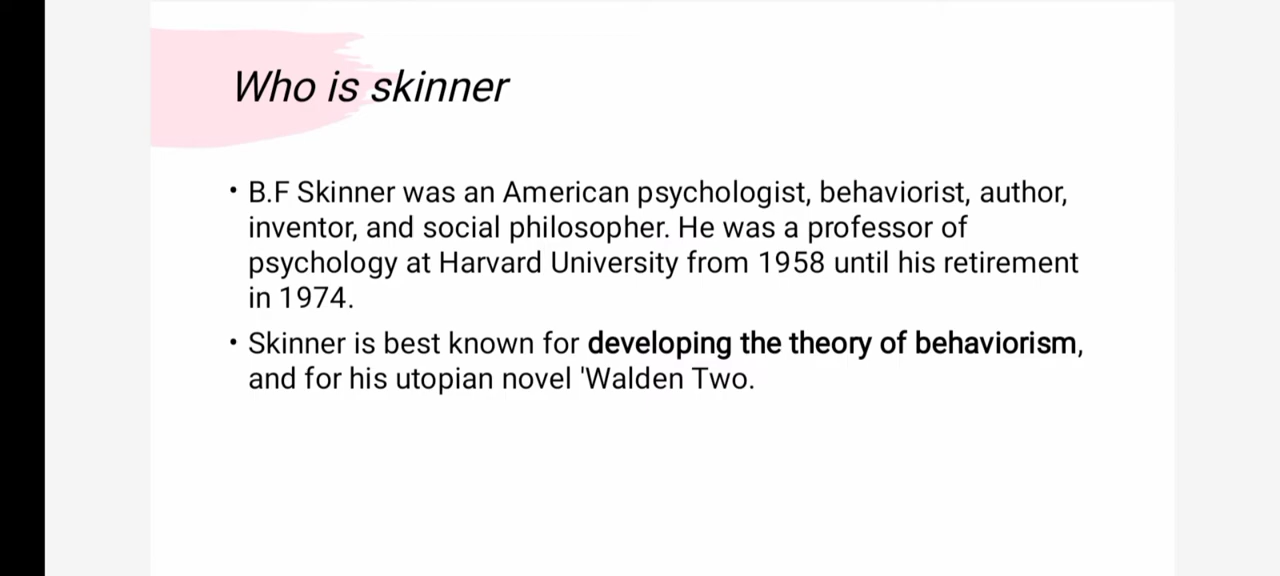 Who is skinner
• B.F Skinner was an American psychologist, behaviorist, author,
inventor, and social philosopher. He was a professor of
psychology at Harvard University from 1958 until his retirement
in 1974.
• Skinner is best known for developing the theory of behaviorism,
and for his utopian novel 'Walden Two.